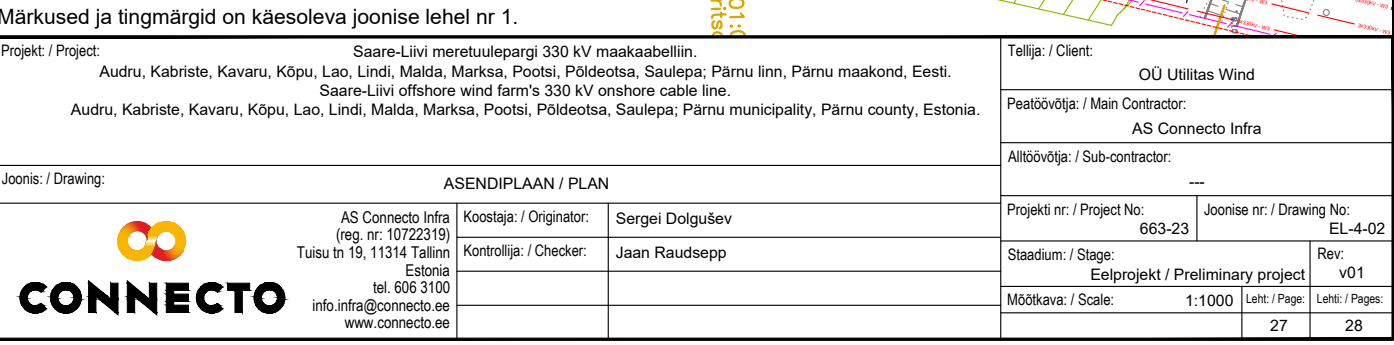 Märkused ja tingmärgid on käesoleva joonise lehel nr 1.
Projekt: / Project:
Saare-Liivi meretuulepargi 330 kV maakaabelliin.
Audru, Kabriste, Kavaru, Kõpu, Lao, Lindi, Malda, Marksa, Pootsi, Põldeotsa, Saulepa; Pärnu linn, Pärnu maakond, Eesti.
Saare-Liivi offshore wind farm's 330 kV onshore cable line.
Audru, Kabriste, Kavaru, Kõpu, Lao, Lindi, Malda, Marksa, Pootsi, Põldeotsa, Saulepa; Pärnu municipality, Pärnu county, Estonia.
Tellija: / Client:
OÜ Utilitas Wind
Peatöövõtja: / Main Contractor:
AS Connecto Infra
Alltöövõtja: / Sub-contractor:
---
Joonis: / Drawing:
ASENDIPLAAN / PLAN
CONNECTO
AS Connecto Infra
(reg. nr: 10722319)
Tuisu tn 19, 11314 Tallinn
Estonia
tel. 606 3100
info.infra@connecto.ee
www.connecto.ee
Koostaja: / Originator:
Sergei Dolgušev
Kontrollija: / Checker:
Jaan Raudsepp
Projekti nr: / Project No:
663-23
Joonise nr: / Drawing No:
EL-4-02
Staadium: / Stage:
Eelprojekt / Preliminary project
Rev:
v01
Mõõtkava: / Scale:
1:1000
Leht: / Page:
27
Lehti: / Pages:
28